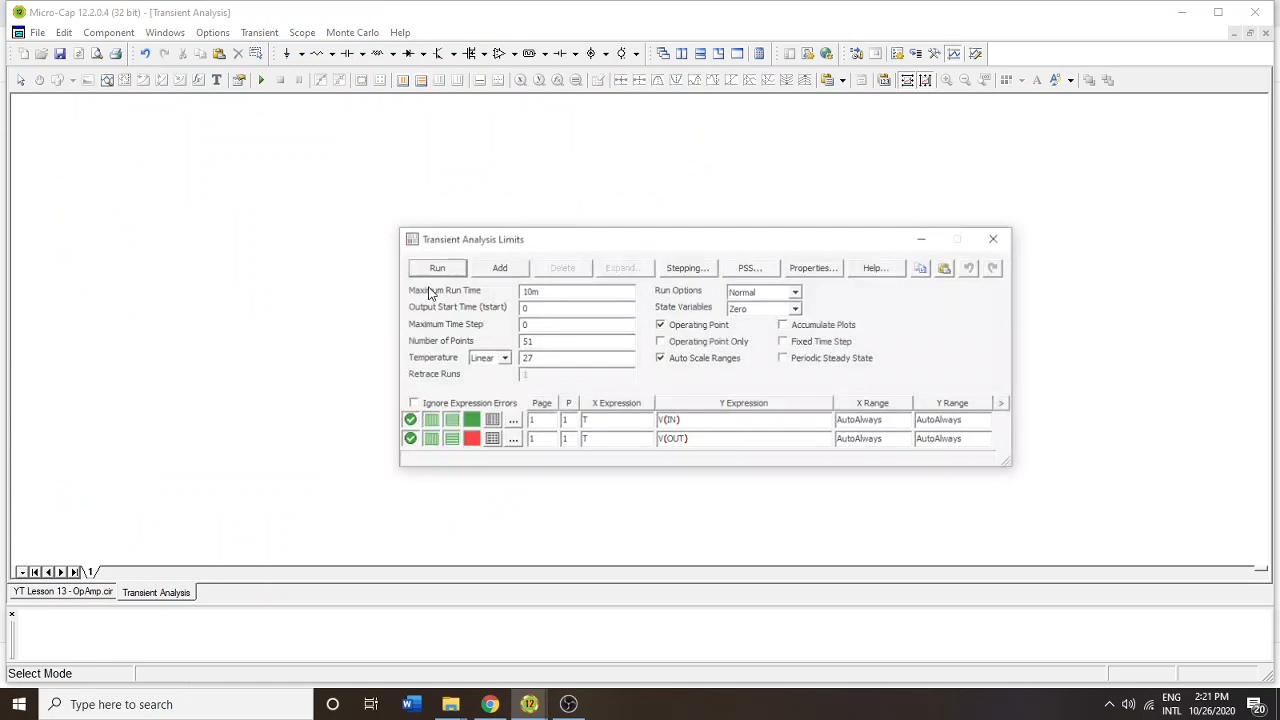 Micro-Cap 12.2.0.4 (32 bit) - [Transient Analysis]
File Edit Component Windows Options Transient Scope Monte Carlo Help
Transient Analysis Limits
Run Add Delete Expand... Stepping... PSS... Properties... Help...
Maximum Run Time 10m Run Options Normal
Output Start Time (tstart) 0 State Variables Zero
Maximum Time Step 0 Operating Point Accumulate Plots
Number of Points 51 Operating Point Only Fixed Time Step
Temperature Linear 27 Auto Scale Ranges Periodic Steady State
Retrace Runs 1
Ignore Expression Errors Page P X Expression Y Expression X Range Y Range >
... 1 1 T V(IN) AutoAlways AutoAlways
... 1 1 T V(OUT) AutoAlways AutoAlways
1
YT Lesson 13 - OpAmp.cir Transient Analysis
Select Mode
Type here to search
ENG 2:21 PM
INTL 10/26/2020 20